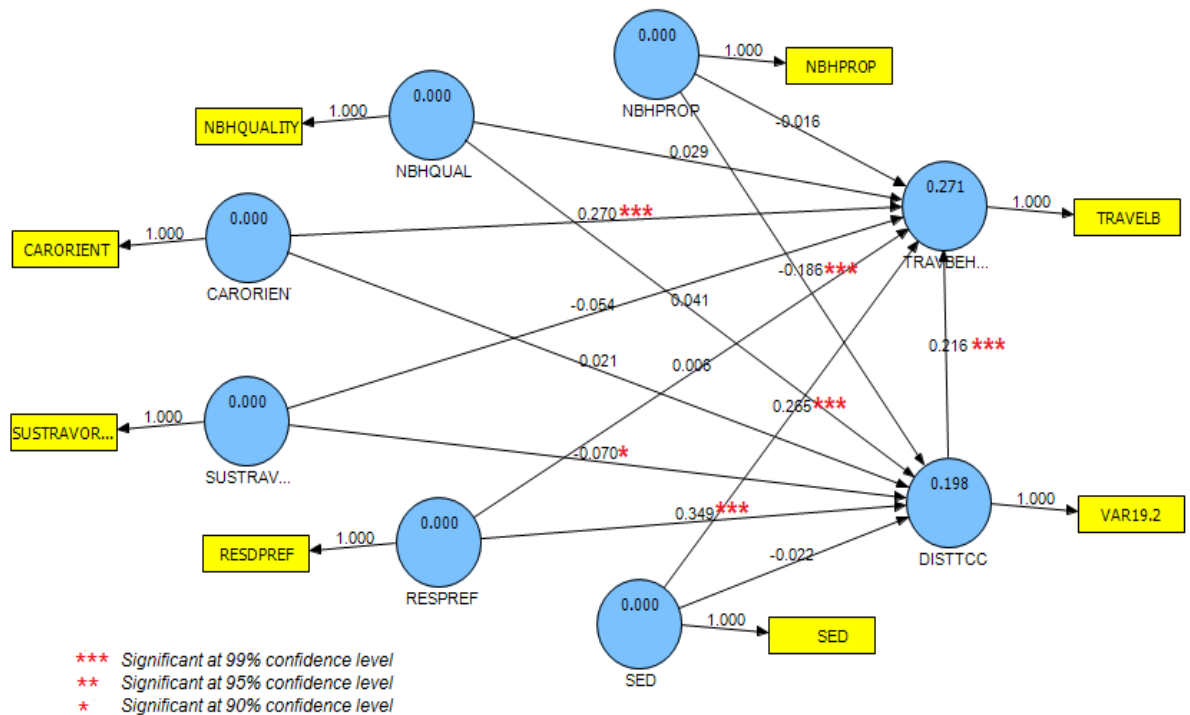 0.000
1.000
NBHPROP
NBHPROP
-0.016
0.000
1.000
NBHQUALITY
NBHQUAL
0.029
0.271
1.000
TRAVELB
TRAVBEH...
0.000
1.000
CARORIENT
CARORIENT
0.270 ***
-0.186 ***
-0.054
0.041
0.216 ***
0.021
0.006
0.000
1.000
SUSTRAVOR...
SUSTRAV...
0.265 ***
-0.070 *
0.198
1.000
VAR19.2
DISTTCC
0.000
1.000
RESDPREF
RESPREF
0.349 ***
-0.022
0.000
1.000
SED
SED
*** Significant at 99% confidence level
** Significant at 95% confidence level
* Significant at 90% confidence level